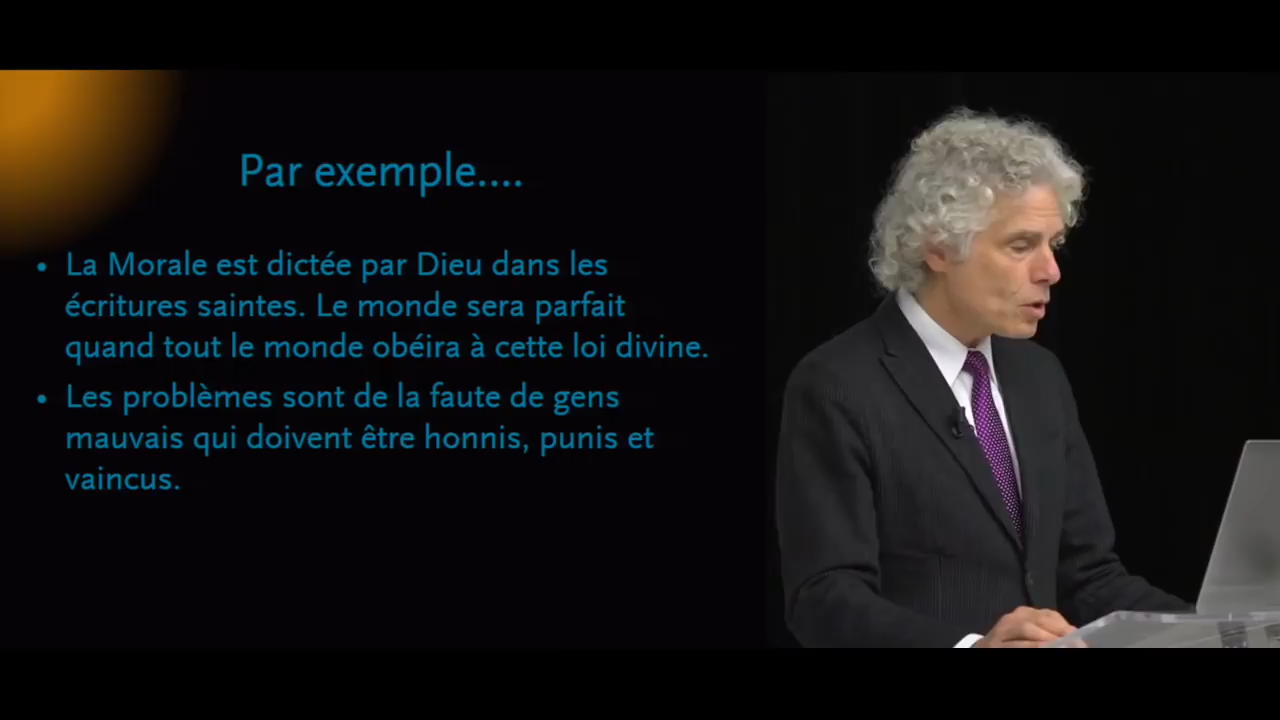 Par exemple....
• La Morale est dictée par Dieu dans les
écritures saintes. Le monde sera parfait
quand tout le monde obéira à cette loi divine.
• Les problèmes sont de la faute de gens
mauvais qui doivent être honnis, punis et
vaincus.